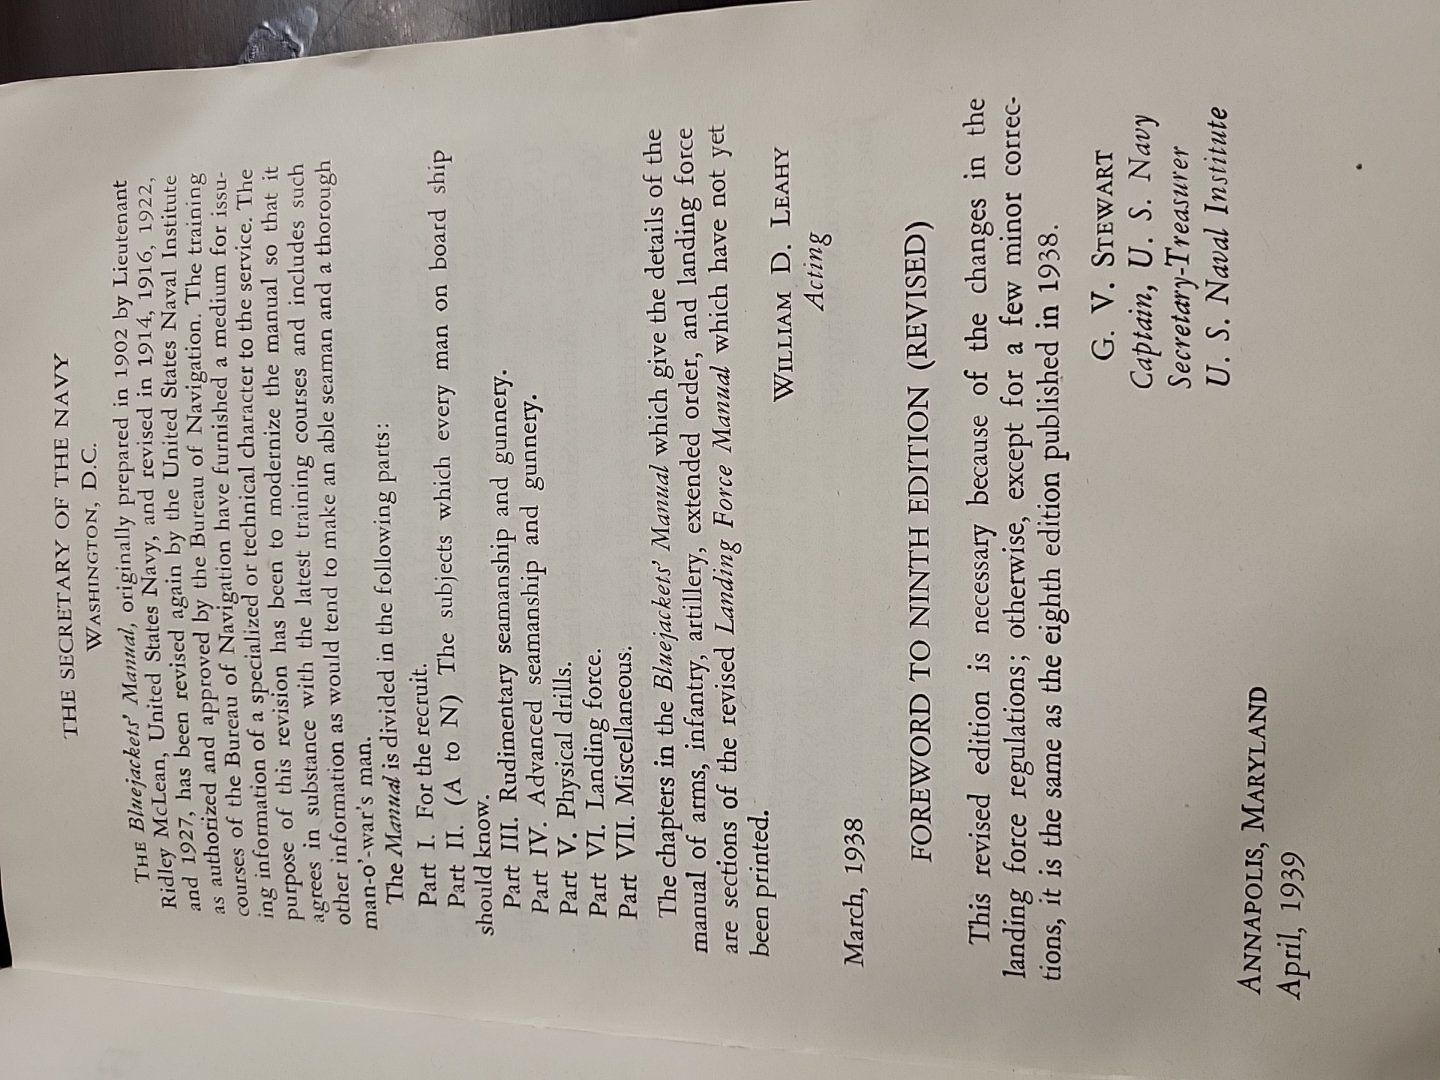 THE SECRETARY OF THE NAVY
WASHINGTON, D.C.
THE Bluejackets' Manual, originally prepared in 1902 by Lieutenant
Ridley McLean, United States Navy, and revised in 1914, 1916, 1922,
and 1927, has been revised again by the United States Naval Institute
as authorized and approved by the Bureau of Navigation. The training
courses of the Bureau of Navigation have furnished a medium for issu-
ing information of a specialized or technical character to the service. The
purpose of this revision has been to modernize the manual so that it
agrees in substance with the latest training courses and includes such
other information as would tend to make an able seaman and a thorough
man-o'-war's man.
The Manual is divided in the following parts:
Part I. For the recruit.
Part II. (A to N) The subjects which every man on board ship
should know.
Part III. Rudimentary seamanship and gunnery.
Part IV. Advanced seamanship and gunnery.
Part V. Physical drills.
Part VI. Landing force.
Part VII. Miscellaneous.
The chapters in the Bluejackets' Manual which give the details of the
manual of arms, infantry, artillery, extended order, and landing force
are sections of the revised Landing Force Manual which have not yet
been printed.
WILLIAM D. LEAHY
Acting
March, 1938
FOREWORD TO NINTH EDITION (REVISED)
This revised edition is necessary because of the changes in the
landing force regulations; otherwise, except for a few minor correc-
tions, it is the same as the eighth edition published in 1938.
G. V. STEWART
Captain, U. S. Navy
Secretary-Treasurer
U. S. Naval Institute
ANNAPOLIS, MARYLAND
April, 1939